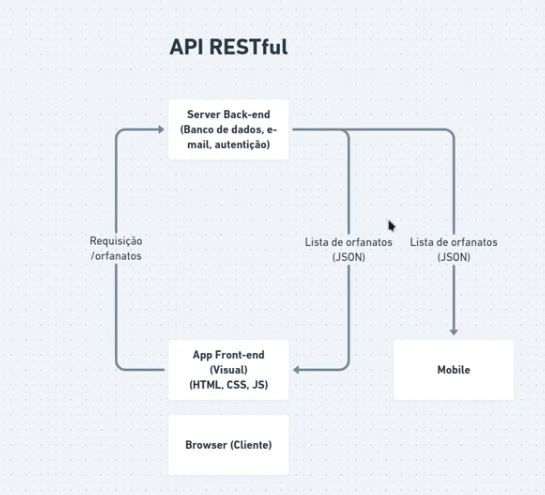 API RESTful
Server Back-end
(Banco de dados, e-
mail, autentição)
Requisição
/orfanatos
Lista de orfanatos
(JSON)
Lista de orfanatos
(JSON)
App Front-end
(Visual)
(HTML, CSS, JS)
Mobile
Browser (Cliente)